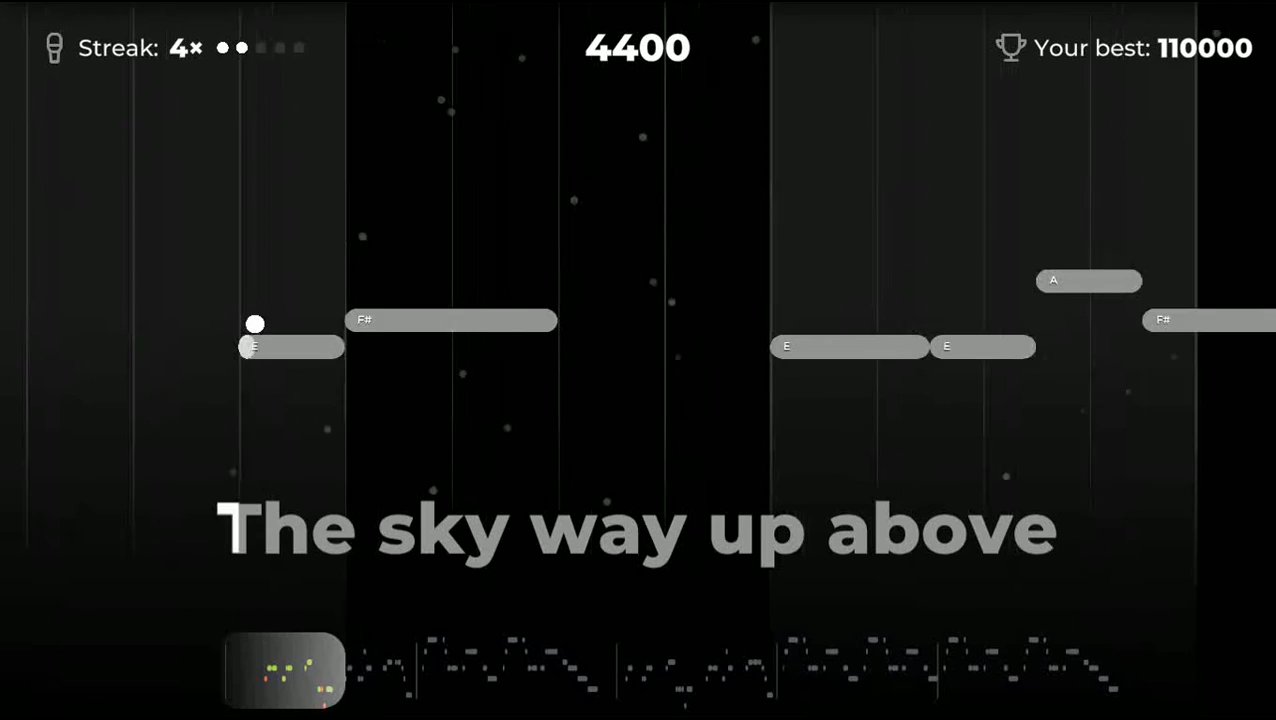 Streak: 4× 4400 Your best: 110000
A
F# F#
E E E
The sky way up above